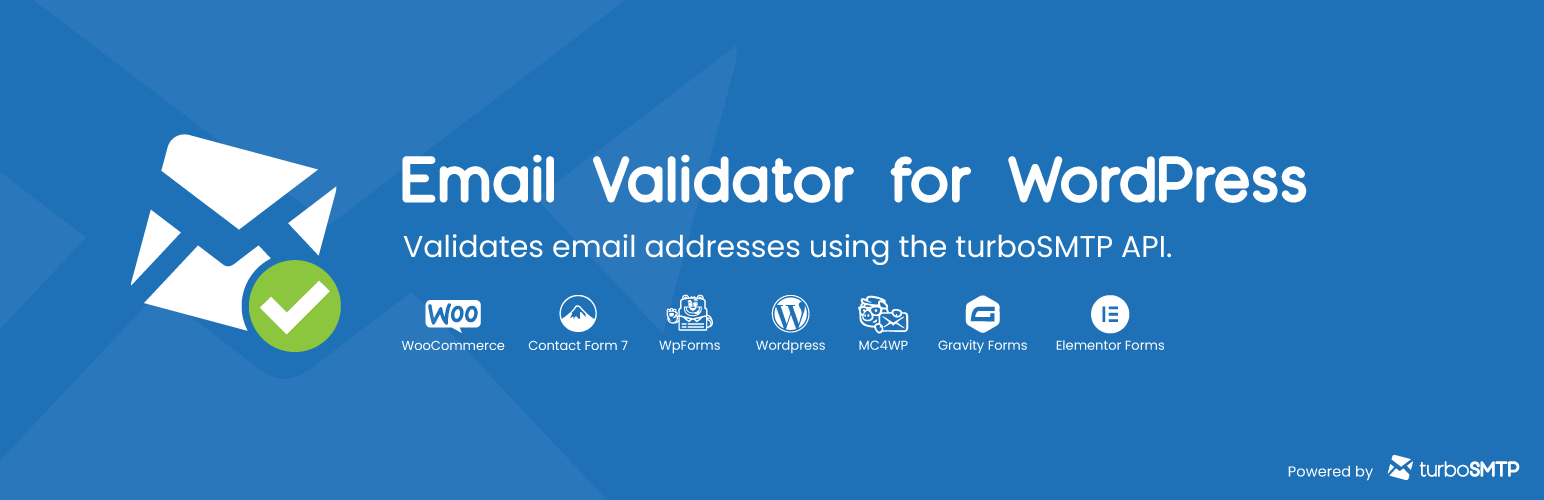 Email Validator for WordPress
Validates email addresses using the turboSMTP API.
Woo
WooCommerce Contact Form 7 WpForms Wordpress MC4WP Gravity Forms Elementor Forms
Powered by turboSMTP